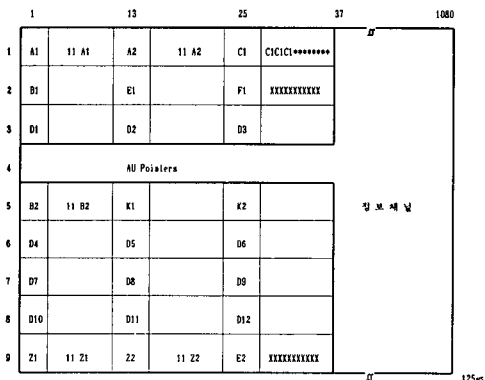 1 13 25 37 1080
1 A1 11 A1 A2 11 A2 C1 C1C1C1********
2 B1 E1 F1 XXXXXXXXXXX
3 D1 D2 D3
4 AU Pointers
5 B2 11 B2 K1 K2 정보채널
6 D4 D5 D6
7 D7 D8 D9
8 D10 D11 D12
9 Z1 11 Z1 Z2 11 Z2 E2 XXXXXXXXXXX
125us